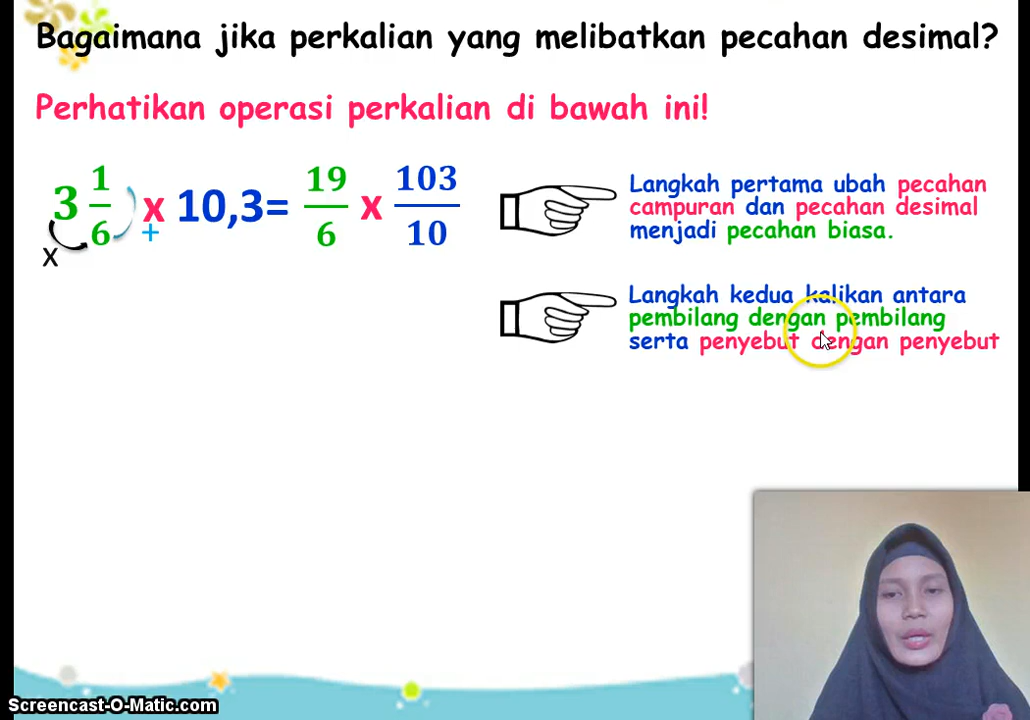 Bagaimana jika perkalian yang melibatkan pecahan desimal?
Perhatikan operasi perkalian di bawah ini!
3 1/6 x 10,3= 19/6 x 103/10
+
x
Langkah pertama ubah pecahan
campuran dan pecahan desimal
menjadi pecahan biasa.
Langkah kedua kalikan antara
pembilang dengan pembilang
serta penyebut dengan penyebut
Screencast-O-Matic.com